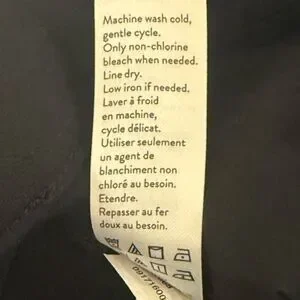 Machine wash cold,
gentle cycle.
Only non-chlorine
bleach when needed.
Line dry.
Low iron if needed.
Laver à froid
en machine,
cycle délicat.
Utiliser seulement
un agent de
blanchiment non
chloré au besoin.
Etendre.
Repasser au fer
doux au besoin.